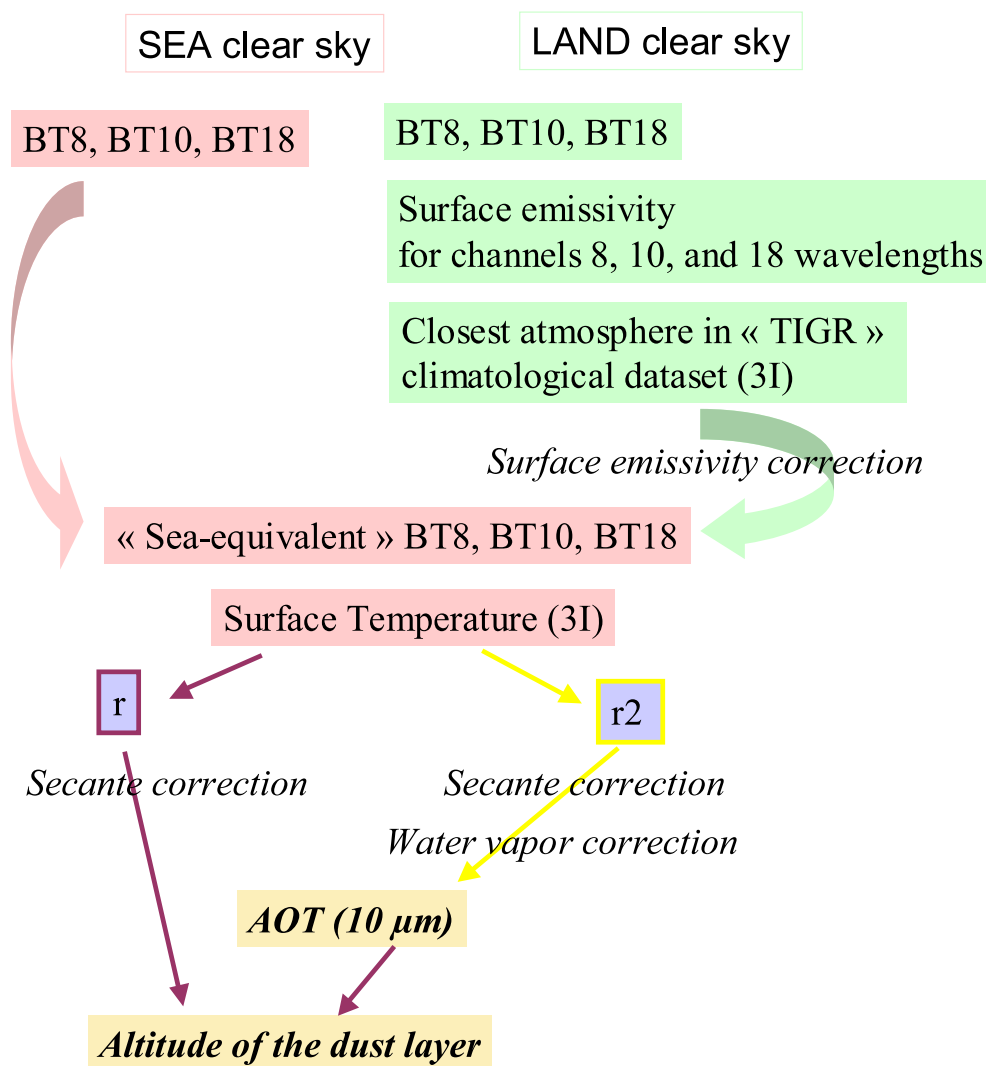 SEA clear sky
LAND clear sky
BT8, BT10, BT18
BT8, BT10, BT18
Surface emissivity
for channels 8, 10, and 18 wavelengths
Closest atmosphere in « TIGR »
climatological dataset (3I)
Surface emissivity correction
« Sea-equivalent » BT8, BT10, BT18
Surface Temperature (3I)
r
r2
Secante correction
Secante correction
Water vapor correction
AOT (10 µm)
Altitude of the dust layer